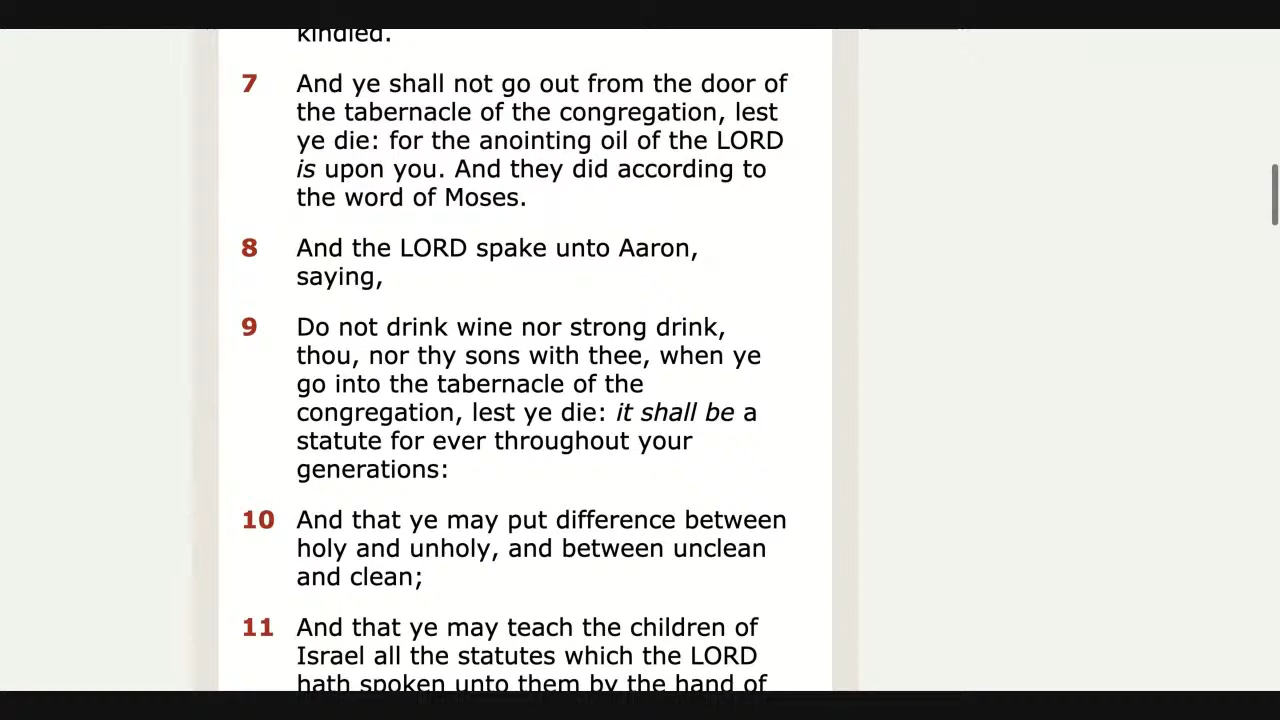 kindled.
7 And ye shall not go out from the door of
the tabernacle of the congregation, lest
ye die: for the anointing oil of the LORD
is upon you. And they did according to
the word of Moses.
8 And the LORD spake unto Aaron,
saying,
9 Do not drink wine nor strong drink,
thou, nor thy sons with thee, when ye
go into the tabernacle of the
congregation, lest ye die: it shall be a
statute for ever throughout your
generations:
10 And that ye may put difference between
holy and unholy, and between unclean
and clean;
11 And that ye may teach the children of
Israel all the statutes which the LORD
hath spoken unto them by the hand of